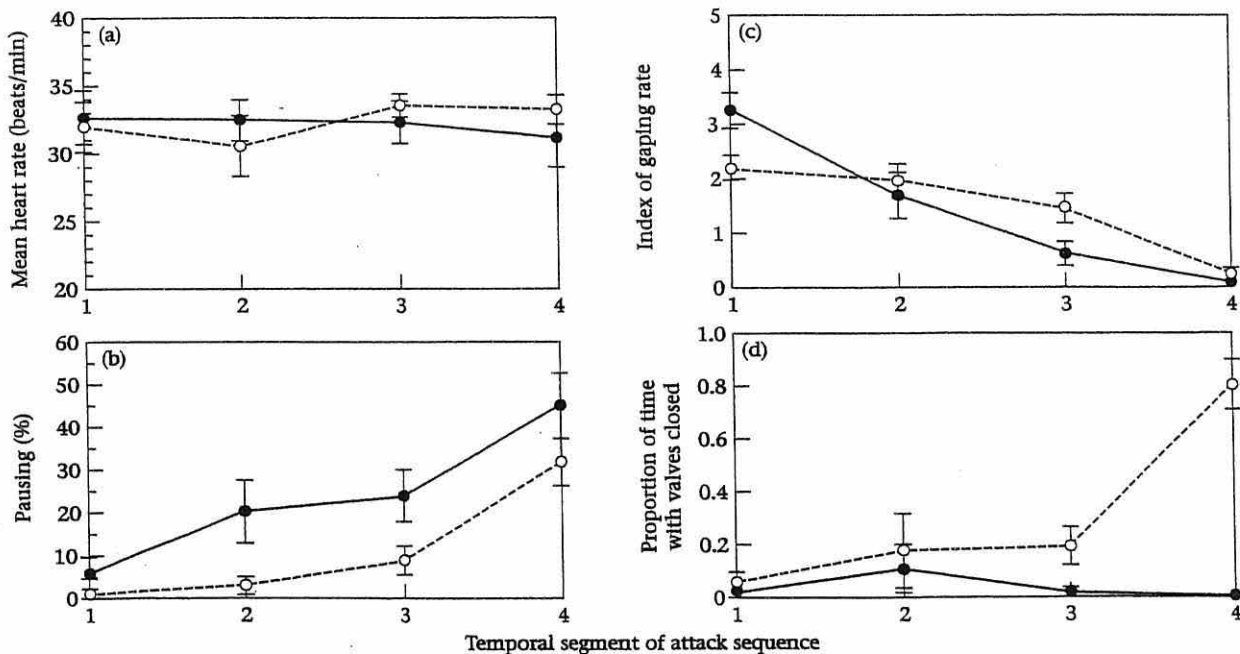 (a)
Mean heart rate (beats/min)
40
35
30
25
20
1 2 3 4
(c)
Index of gaping rate
5
4
3
2
1
0
1 2 3 4
(b)
Pausing (%)
60
50
40
30
20
10
0
1 2 3 4
(d)
Proportion of time
with valves closed
1.0
0.8
0.6
0.4
0.2
0
1 2 3 4
Temporal segment of attack sequence